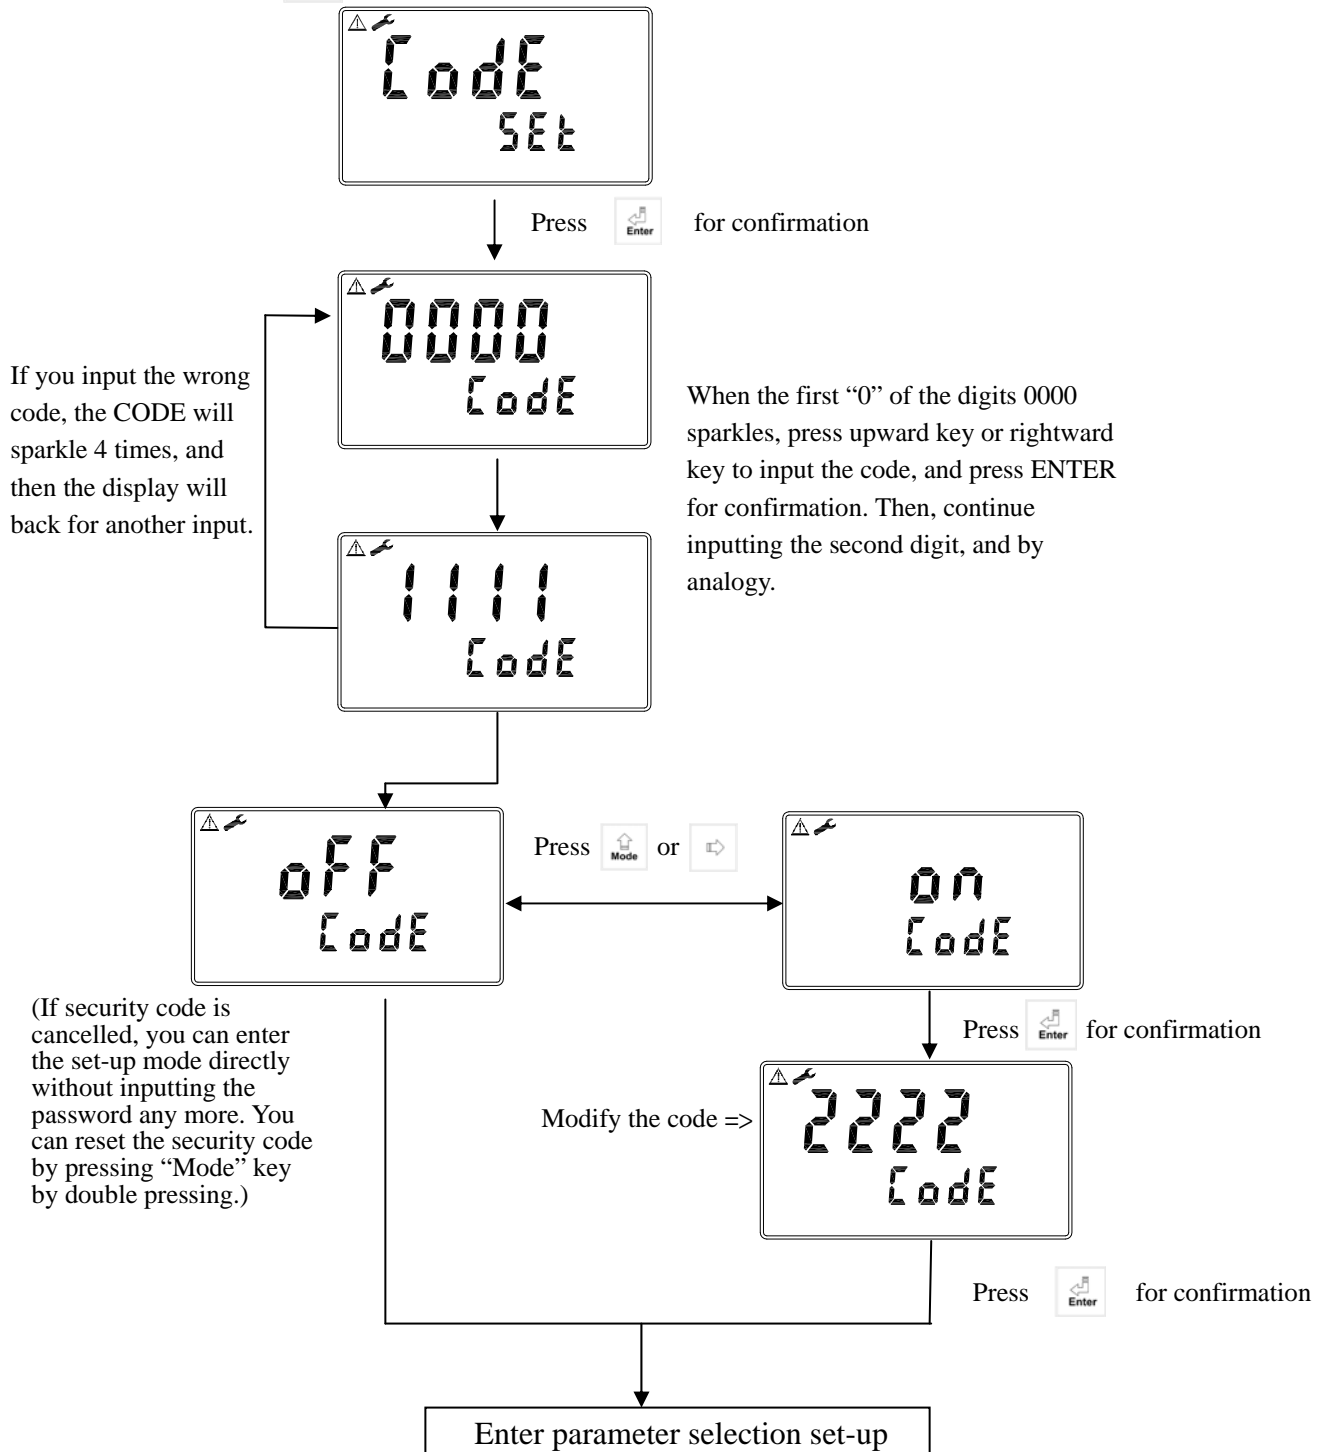 CodE
SEt
Press Enter for confirmation
0000
CodE
If you input the wrong
code, the CODE will
sparkle 4 times, and
then the display will
back for another input.
When the first “0” of the digits 0000
sparkles, press upward key or rightward
key to input the code, and press ENTER
for confirmation. Then, continue
inputting the second digit, and by
analogy.
1111
CodE
oFF
CodE
Press Mode or
on
CodE
(If security code is
cancelled, you can enter
the set-up mode directly
without inputting the
password any more. You
can reset the security code
by pressing “Mode” key
by double pressing.)
Press Enter for confirmation
Modify the code =>
2222
CodE
Press Enter for confirmation
Enter parameter selection set-up